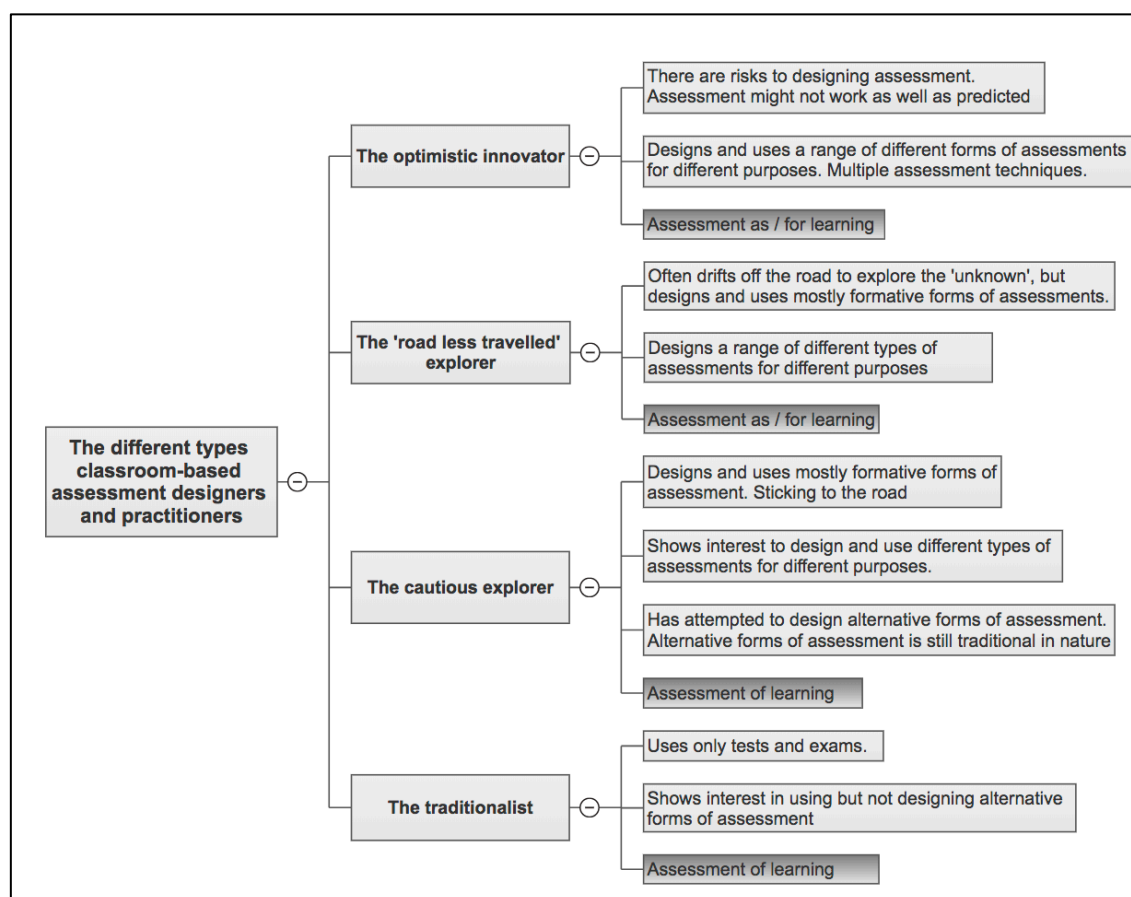 The different types
classroom-based
assessment designers
and practitioners
The optimistic innovator
There are risks to designing assessment.
Assessment might not work as well as predicted
Designs and uses a range of different forms of assessments
for different purposes. Multiple assessment techniques.
Assessment as / for learning
The 'road less travelled'
explorer
Often drifts off the road to explore the 'unknown', but
designs and uses mostly formative forms of assessments.
Designs a range of different types of
assessments for different purposes
Assessment as / for learning
The cautious explorer
Designs and uses mostly formative forms of
assessment. Sticking to the road
Shows interest to design and use different types of
assessments for different purposes.
Has attempted to design alternative forms of assessment.
Alternative forms of assessment is still traditional in nature
Assessment of learning
The traditionalist
Uses only tests and exams.
Shows interest in using but not designing alternative
forms of assessment
Assessment of learning